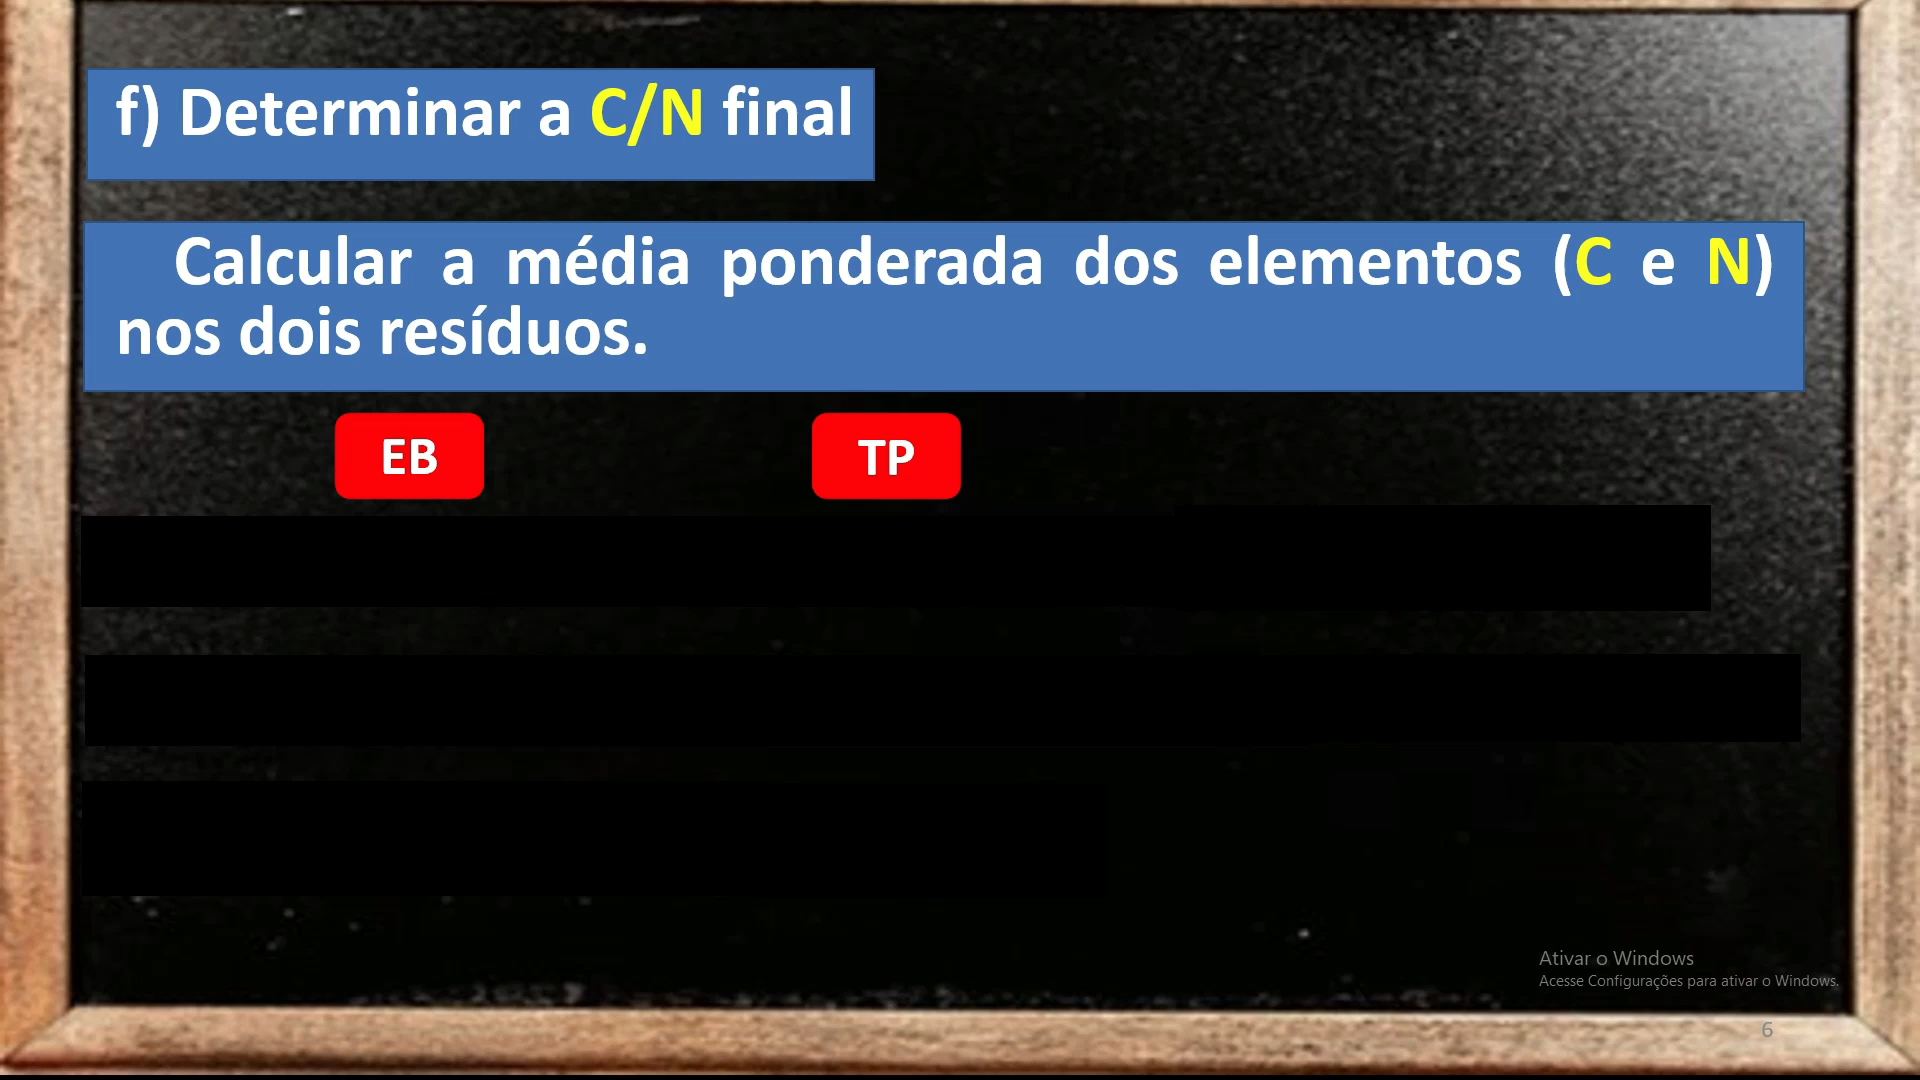 f) Determinar a C/N final
Calcular a média ponderada dos elementos (C e N)
nos dois resíduos.
EB
TP
Ativar o Windows
Acesse Configurações para ativar o Windows.
6